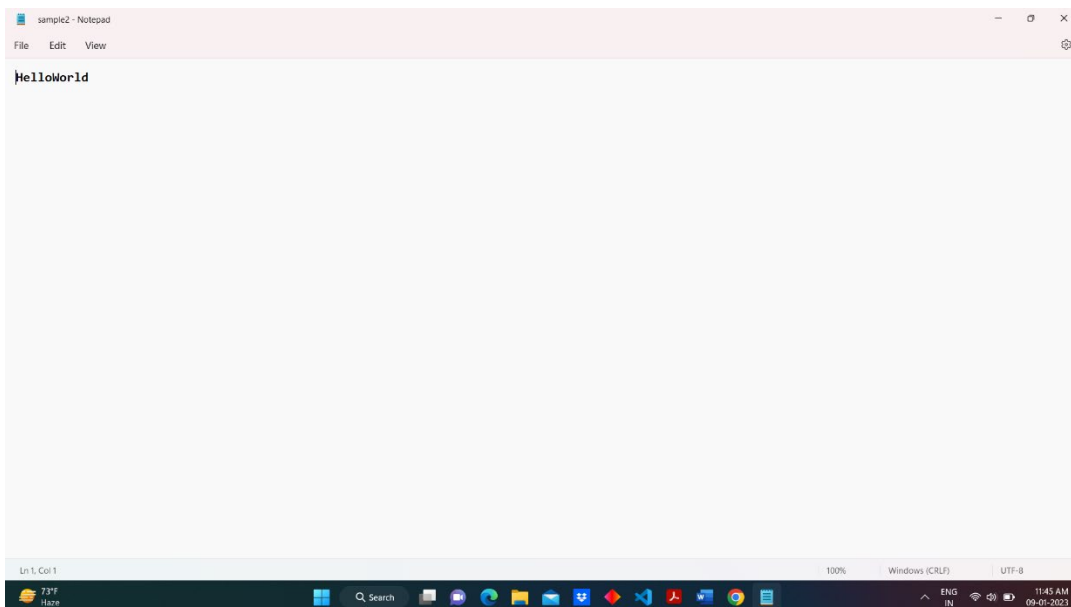 sample2 - Notepad
File Edit View
HelloWorld
Ln 1, Col 1 100% Windows (CRLF) UTF-8
73°F
Haze
Search
ENG
IN
11:45 AM
09-01-2023